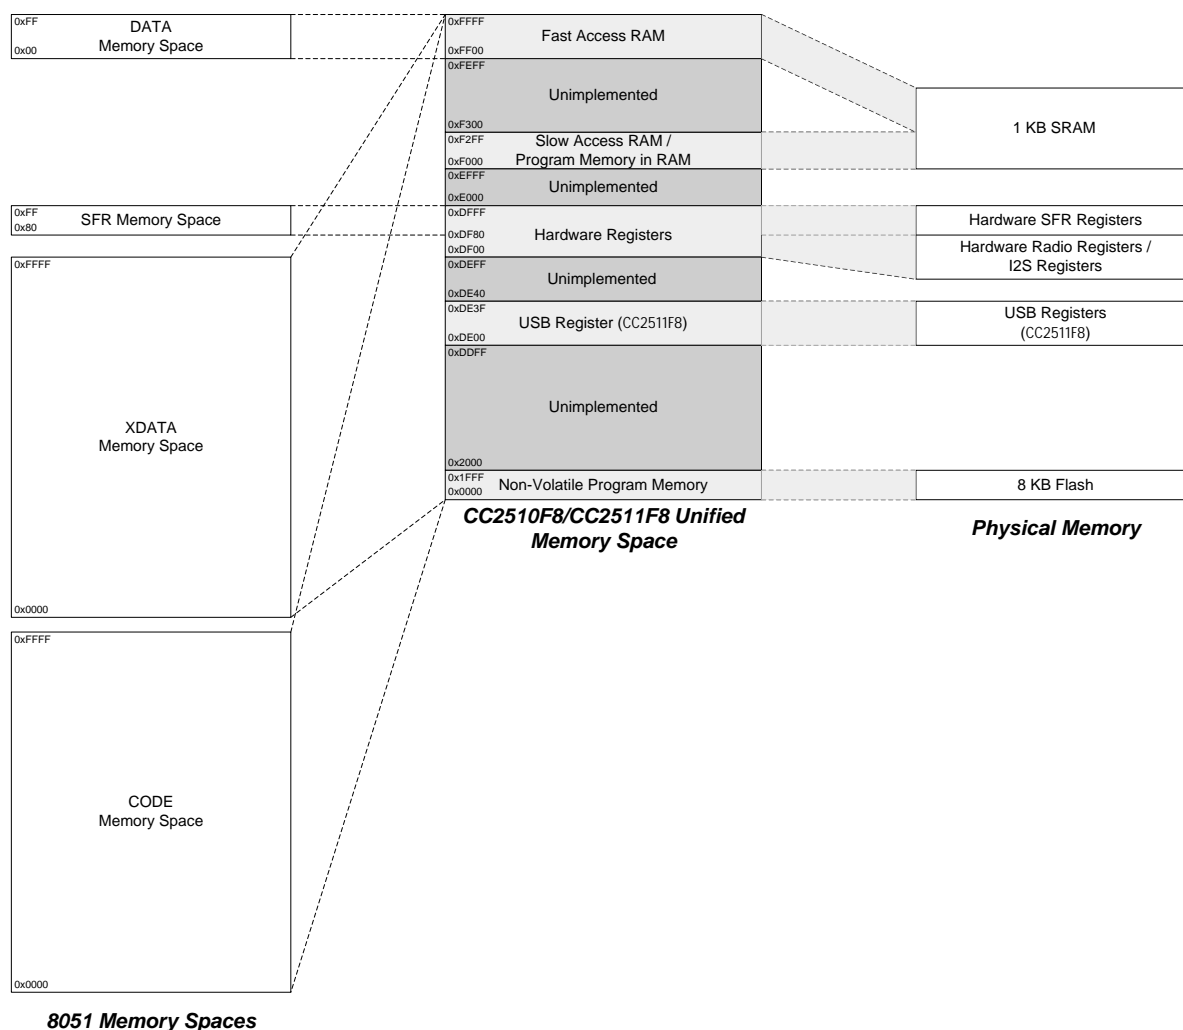 0xFF
DATA
Memory Space
0x00
0xFF
SFR Memory Space
0x80
0xFFFF
XDATA
Memory Space
0x0000
0xFFFF
CODE
Memory Space
0x0000
8051 Memory Spaces
0xFFFF
Fast Access RAM
0xFF00
0xFEFF
Unimplemented
0xF300
0xF2FF
Slow Access RAM /
Program Memory in RAM
0xF000
0xEFFF
Unimplemented
0xE000
0xDFFF
0xDF80
Hardware Registers
0xDF00
0xDEFF
Unimplemented
0xDE40
0xDE3F
USB Register (CC2511F8)
0xDE00
0xDDFF
Unimplemented
0x2000
0x1FFF
Non-Volatile Program Memory
0x0000
CC2510F8/CC2511F8 Unified
Memory Space
1 KB SRAM
Hardware SFR Registers
Hardware Radio Registers /
I2S Registers
USB Registers
(CC2511F8)
8 KB Flash
Physical Memory